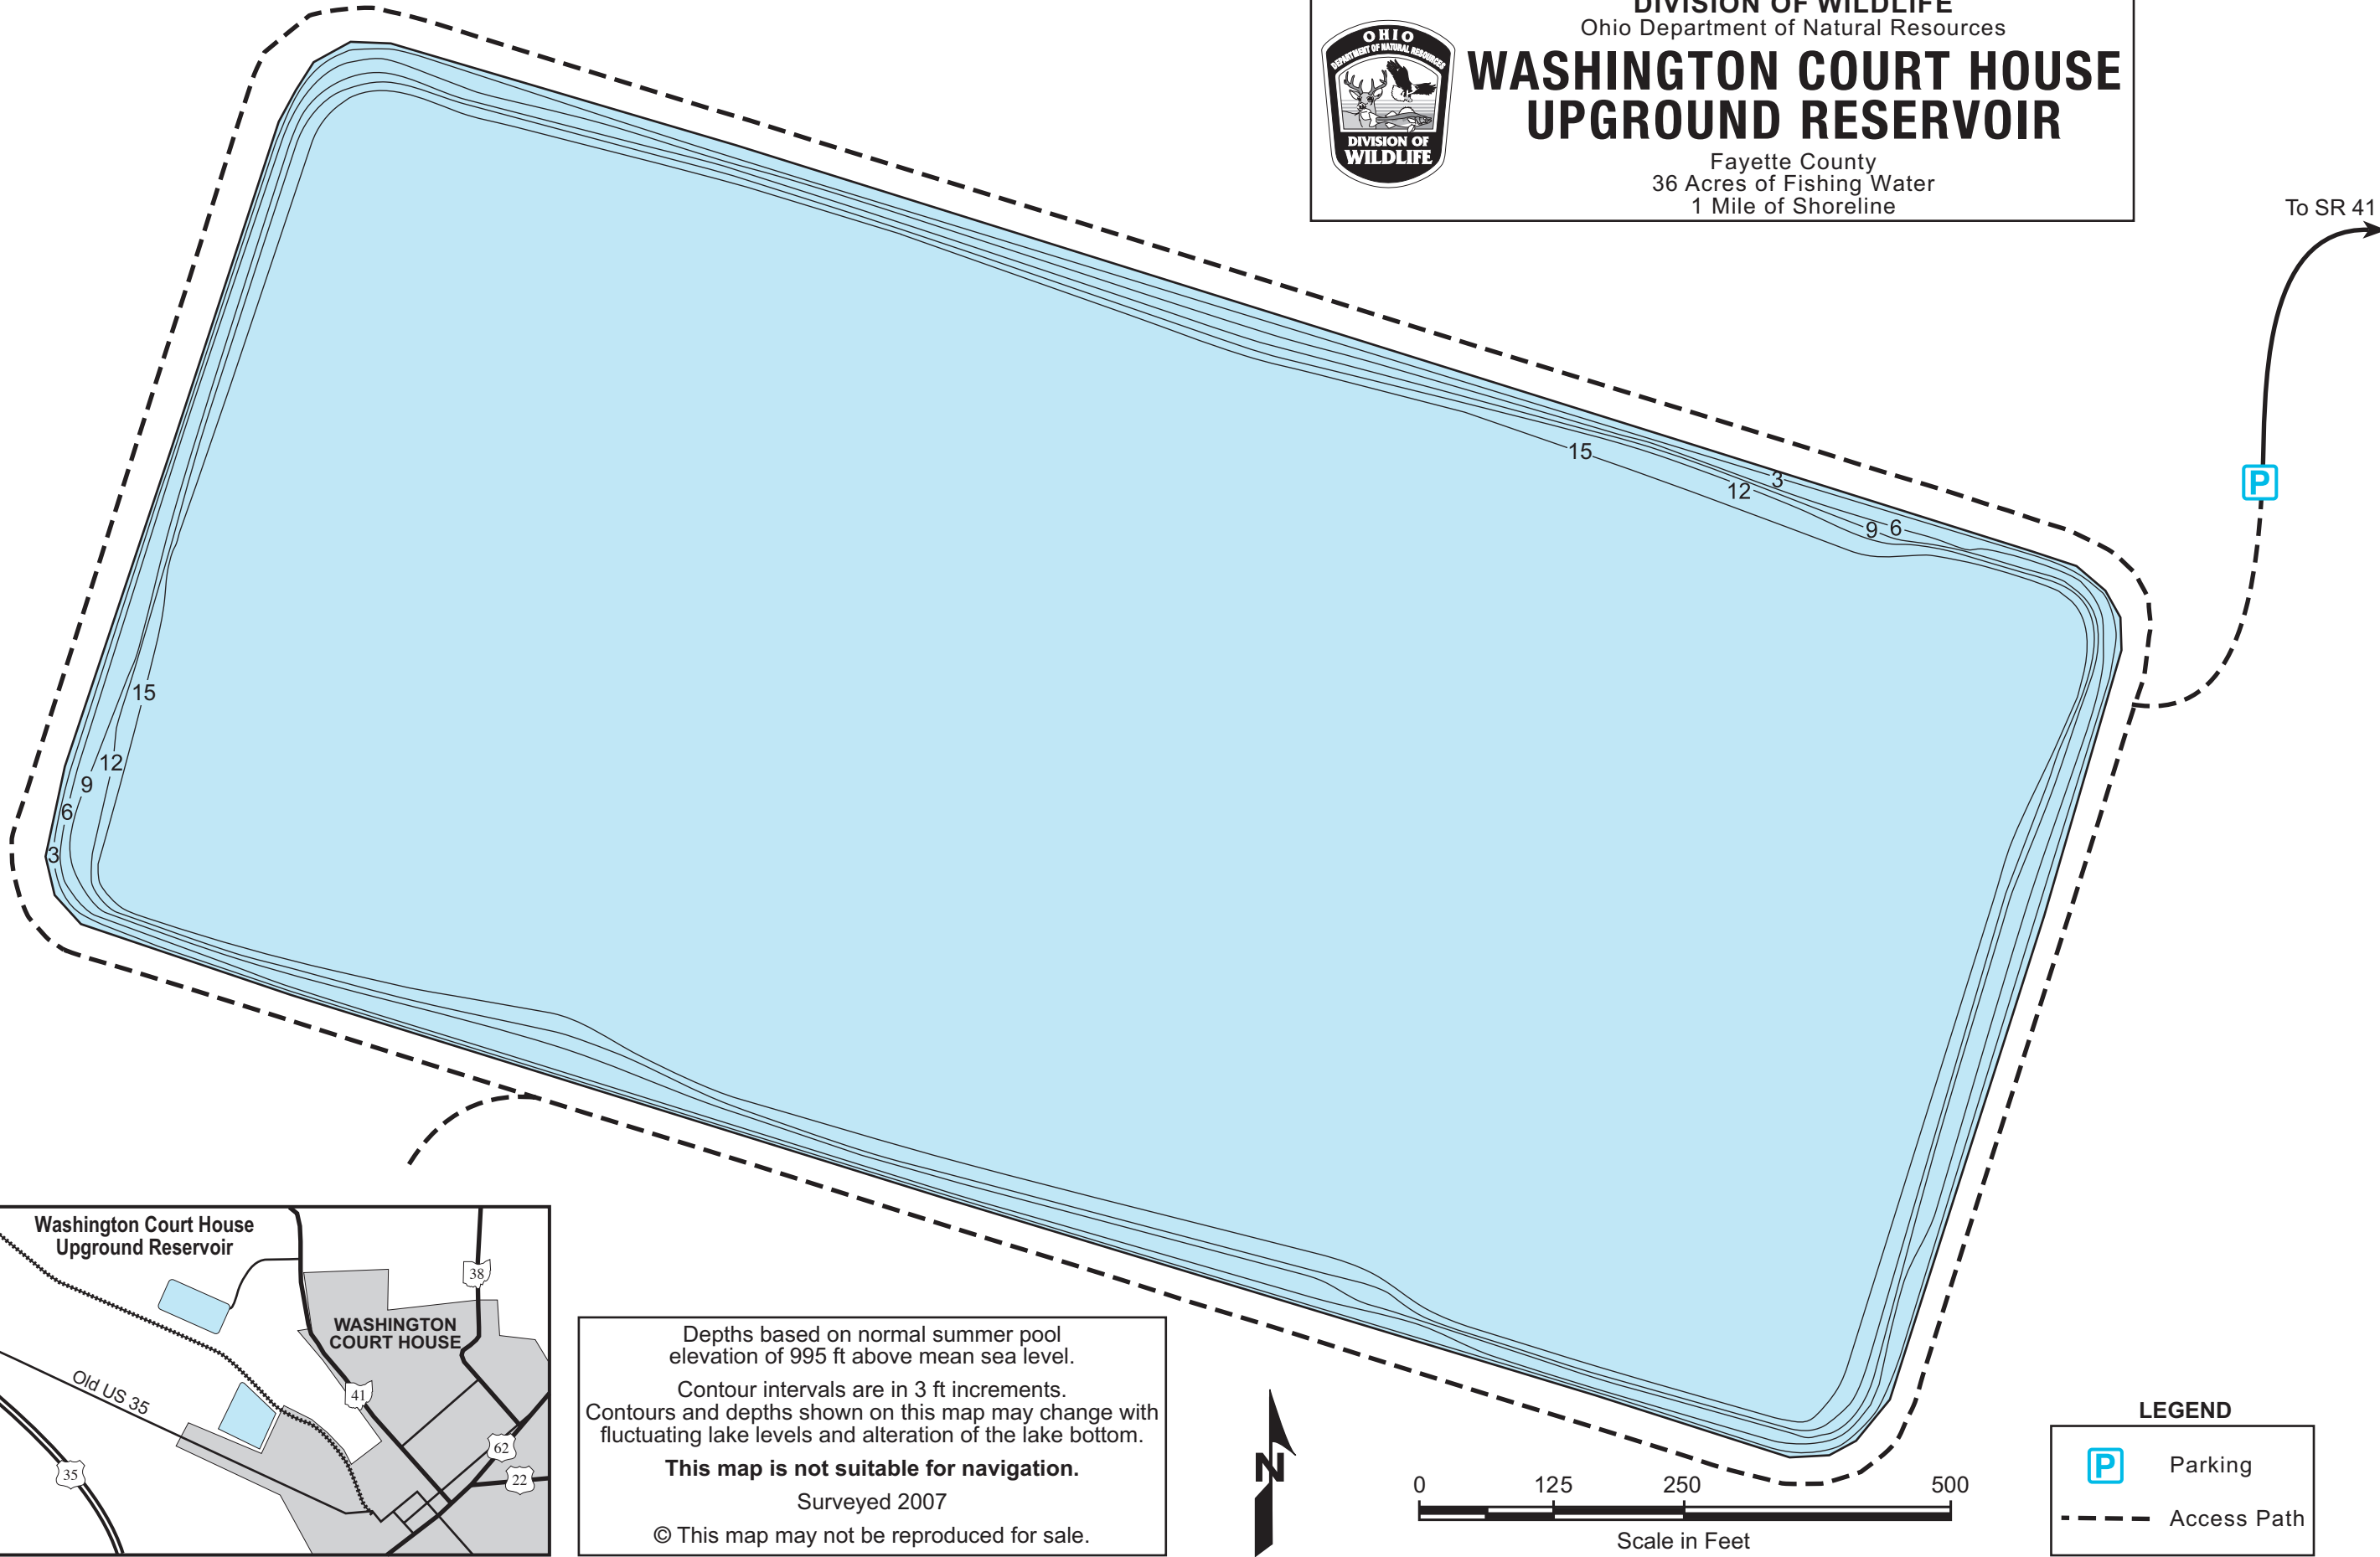 DIVISION OF WILDLIFE
Ohio Department of Natural Resources
WASHINGTON COURT HOUSE
UPGROUND RESERVOIR
Fayette County
36 Acres of Fishing Water
1 Mile of Shoreline
OHIO
DEPARTMENT OF NATURAL RESOURCES
DIVISION OF
WILDLIFE
To SR 41
P
15
3
12
9 6
15
12
9
6
3
Washington Court House
Upground Reservoir
38
WASHINGTON
COURT HOUSE
Old US 35
41
62
35
22
Depths based on normal summer pool
elevation of 995 ft above mean sea level.
Contour intervals are in 3 ft increments.
Contours and depths shown on this map may change with
fluctuating lake levels and alteration of the lake bottom.
This map is not suitable for navigation.
Surveyed 2007
© This map may not be reproduced for sale.
N
0 125 250 500
Scale in Feet
LEGEND
P Parking
Access Path